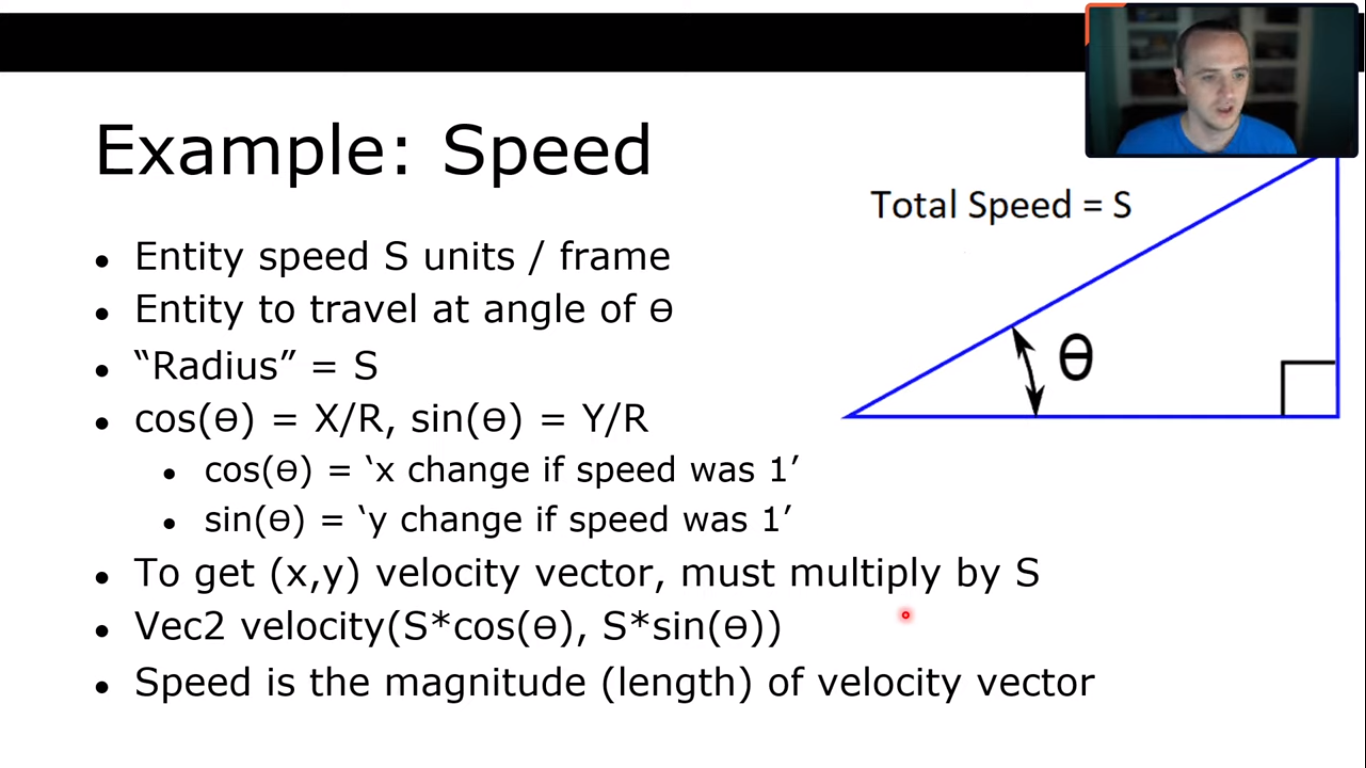 Example: Speed
Total Speed = S
• Entity speed S units / frame
• Entity to travel at angle of ɵ
• “Radius” = S
• cos(ɵ) = X/R, sin(ɵ) = Y/R
• cos(ɵ) = ‘x change if speed was 1’
• sin(ɵ) = ‘y change if speed was 1’
• To get (x,y) velocity vector, must multiply by S
• Vec2 velocity(S*cos(ɵ), S*sin(ɵ))
• Speed is the magnitude (length) of velocity vector
ɵ